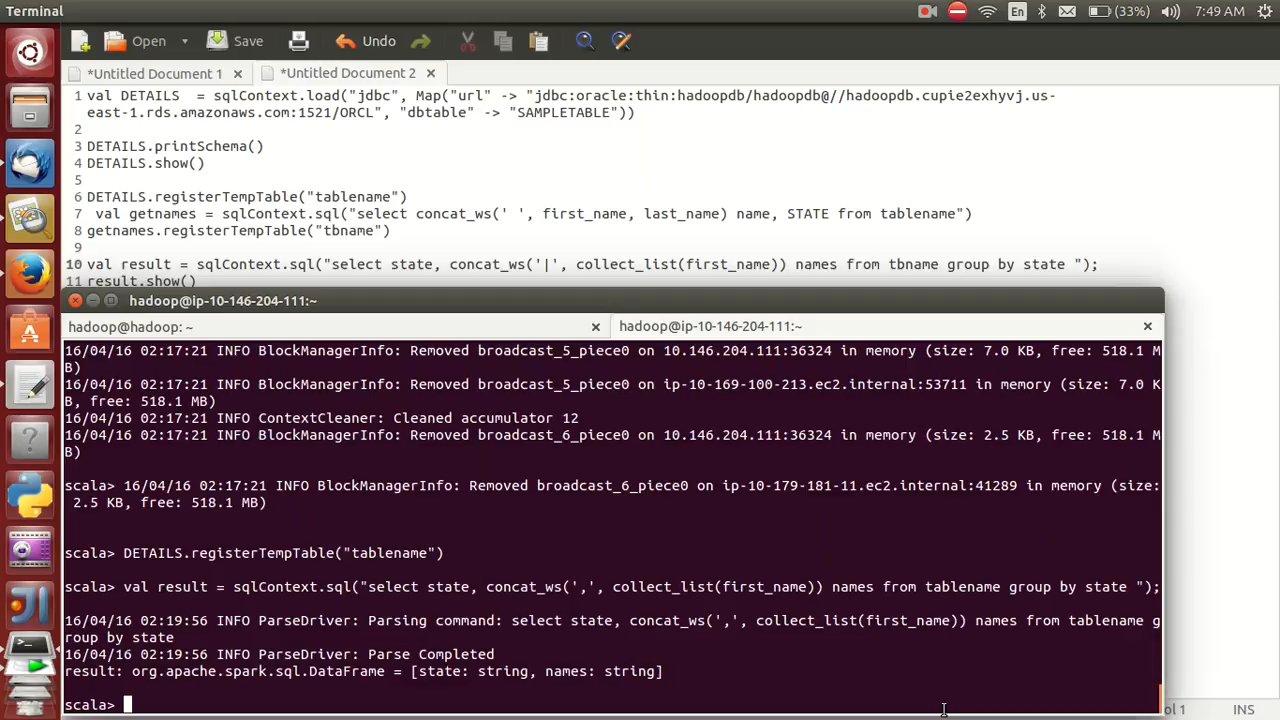 Terminal
En
(33%)
7:49 AM
Open
Save
Undo
*Untitled Document 1
*Untitled Document 2
1 val DETAILS  = sqlContext.load("jdbc", Map("url" -> "jdbc:oracle:thin:hadoopdb/hadoopdb@//hadoopdb.cupie2exhyvj.us-
east-1.rds.amazonaws.com:1521/ORCL", "dbtable" -> "SAMPLETABLE"))
2
3 DETAILS.printSchema()
4 DETAILS.show()
5
6 DETAILS.registerTempTable("tablename")
7  val getnames = sqlContext.sql("select concat_ws(' ', first_name, last_name) name, STATE from tablename")
8 getnames.registerTempTable("tbname")
9
10 val result = sqlContext.sql("select state, concat_ws('|', collect_list(first_name)) names from tbname group by state ");
11 result.show()
hadoop@ip-10-146-204-111:~
hadoop@hadoop: ~
hadoop@ip-10-146-204-111:~
16/04/16 02:17:21 INFO BlockManagerInfo: Removed broadcast_5_piece0 on 10.146.204.111:36324 in memory (size: 7.0 KB, free: 518.1 M
B)
16/04/16 02:17:21 INFO BlockManagerInfo: Removed broadcast_5_piece0 on ip-10-169-100-213.ec2.internal:53711 in memory (size: 7.0 K
B, free: 518.1 MB)
16/04/16 02:17:21 INFO ContextCleaner: Cleaned accumulator 12
16/04/16 02:17:21 INFO BlockManagerInfo: Removed broadcast_6_piece0 on 10.146.204.111:36324 in memory (size: 2.5 KB, free: 518.1 M
B)
scala> 16/04/16 02:17:21 INFO BlockManagerInfo: Removed broadcast_6_piece0 on ip-10-179-181-11.ec2.internal:41289 in memory (size:
 2.5 KB, free: 518.1 MB)
scala> DETAILS.registerTempTable("tablename")
scala> val result = sqlContext.sql("select state, concat_ws(',', collect_list(first_name)) names from tablename group by state ");
16/04/16 02:19:56 INFO ParseDriver: Parsing command: select state, concat_ws(',', collect_list(first_name)) names from tablename g
roup by state
16/04/16 02:19:56 INFO ParseDriver: Parse Completed
result: org.apache.spark.sql.DataFrame = [state: string, names: string]
scala>
ol 1
INS